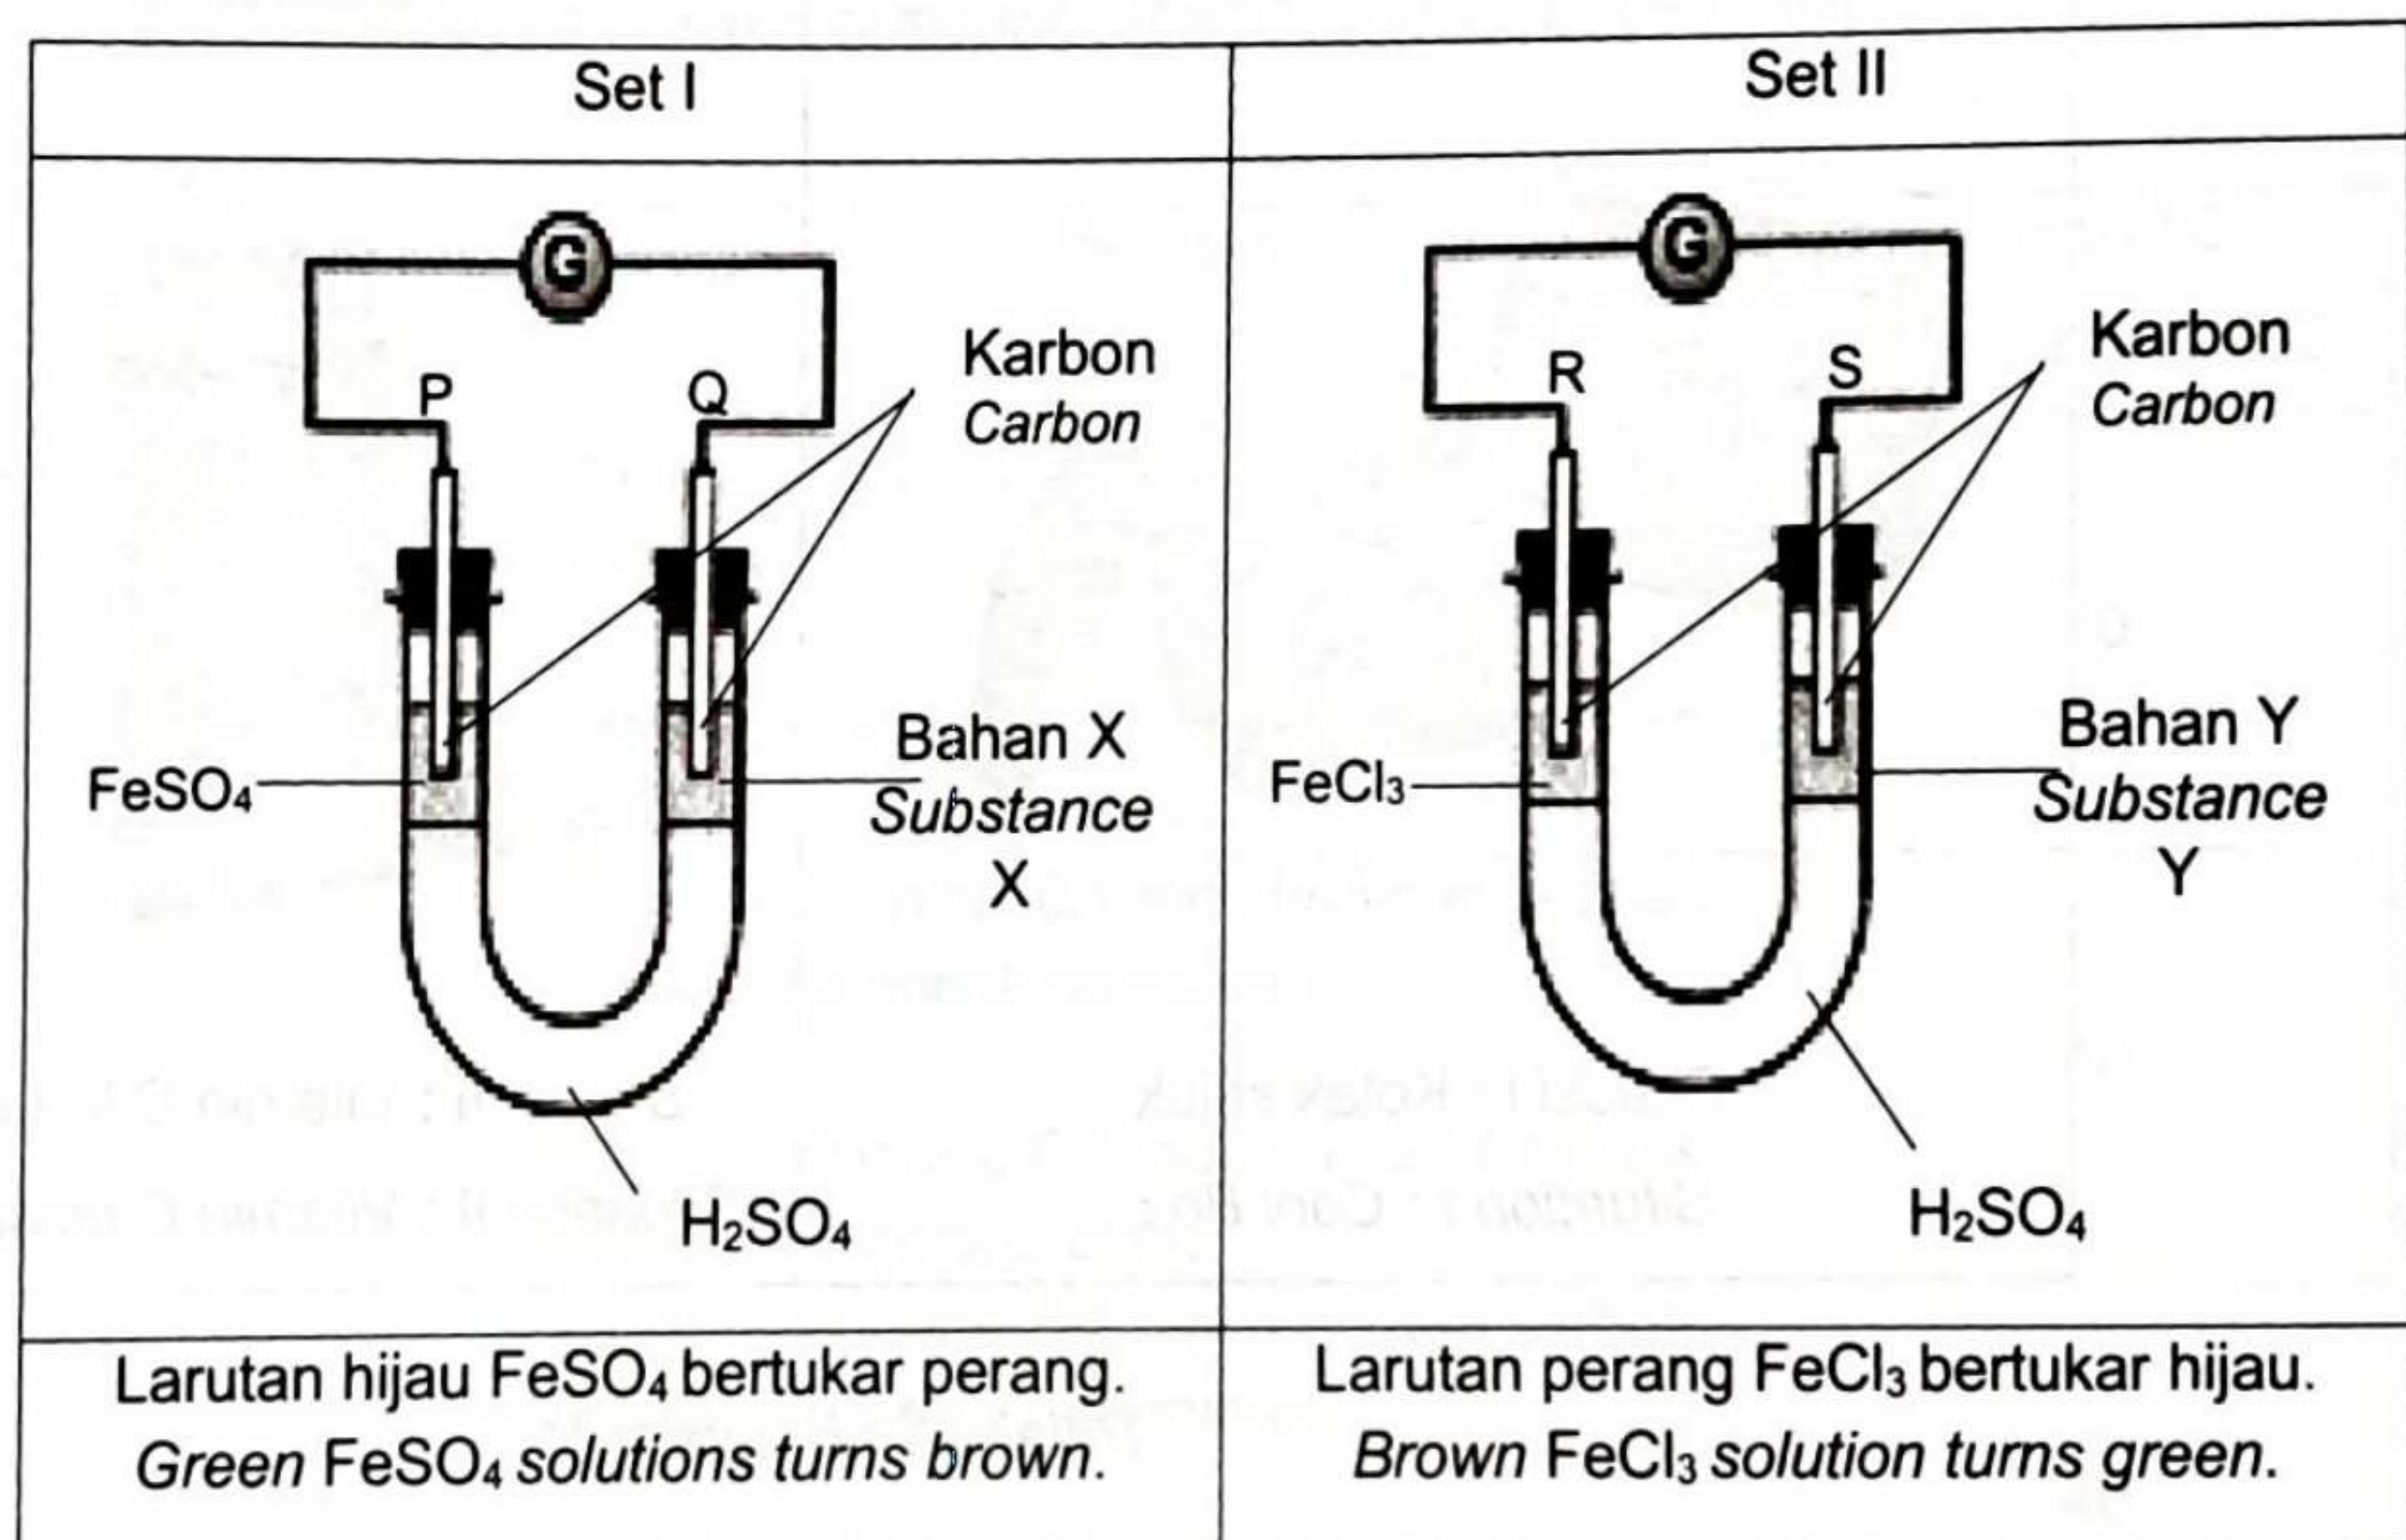 Set I
Set II
G
P
Q
Karbon
Carbon
FeSO₄
Bahan X
Substance
X
H₂SO₄
G
R
S
Karbon
Carbon
FeCl₃
Bahan Y
Substance
Y
H₂SO₄
Larutan hijau FeSO₄ bertukar perang.
Green FeSO₄ solutions turns brown.
Larutan perang FeCl₃ bertukar hijau.
Brown FeCl₃ solution turns green.